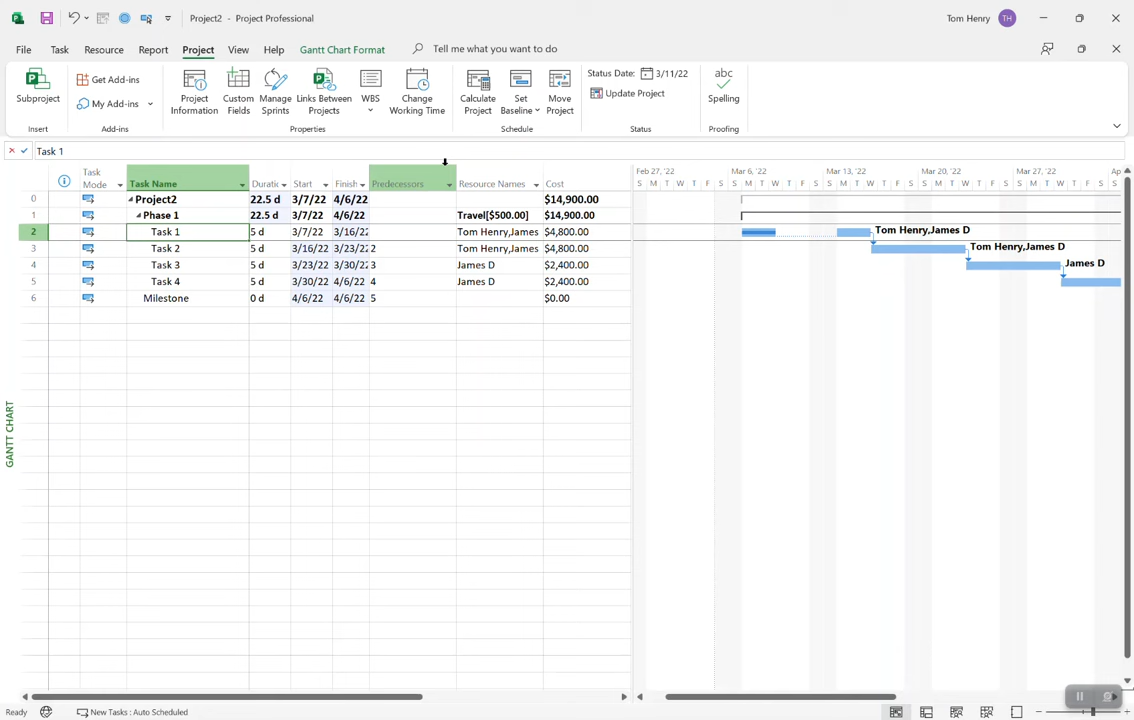 Project2 - Project Professional
Tom Henry TH
File Task Resource Report Project View Help Gantt Chart Format Tell me what you want to do
Subproject
Get Add-ins
My Add-ins
Project Information
Custom Fields
Manage Sprints
Links Between Projects
WBS
Change Working Time
Calculate Project
Set Baseline
Move Project
Status Date: 3/11/22
Update Project
abc
Spelling
Insert Add-ins Properties Schedule Status Proofing
Task 1
Task Mode Task Name Start Predecessors Resource Names Cost
0 Project2 22.5 d 3/7/22 4/6/22 $14,900.00
1 Phase 1 22.5 d 3/7/22 4/6/22 Travel[$500.00] $14,900.00
2 Task 1 5 d 3/7/22 3/16/22 Tom Henry,James $4,800.00
3 Task 2 5 d 3/16/22 3/23/22 2 Tom Henry,James $4,800.00
4 Task 3 5 d 3/23/22 3/30/22 3 James D $2,400.00
5 Task 4 5 d 3/30/22 4/6/22 4 James D $2,400.00
6 Milestone 0 d 4/6/22 4/6/22 5 $0.00
Feb 27, '22 Mar 6, '22 Mar 13, '22 Mar 20, '22 Mar 27, '22
S M T W T F S S M T W T F S S M T W T F S S M T W T F S S M T W T F S
Tom Henry,James D
Tom Henry,James D
James D
GANTT CHART
Ready New Tasks : Auto Scheduled